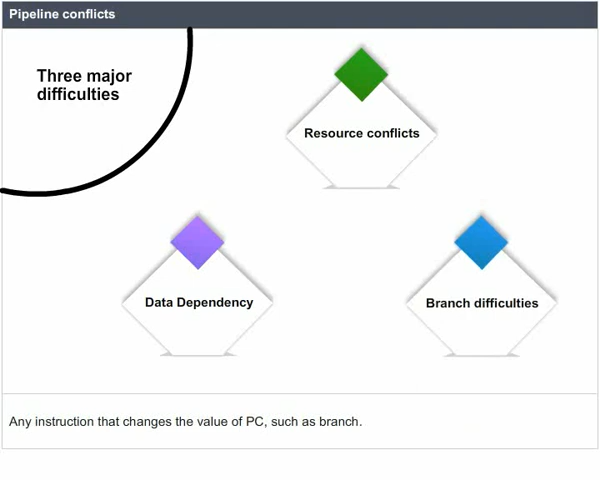 Pipeline conflicts
Three major
difficulties
Resource conflicts
Data Dependency
Branch difficulties
Any instruction that changes the value of PC, such as branch.